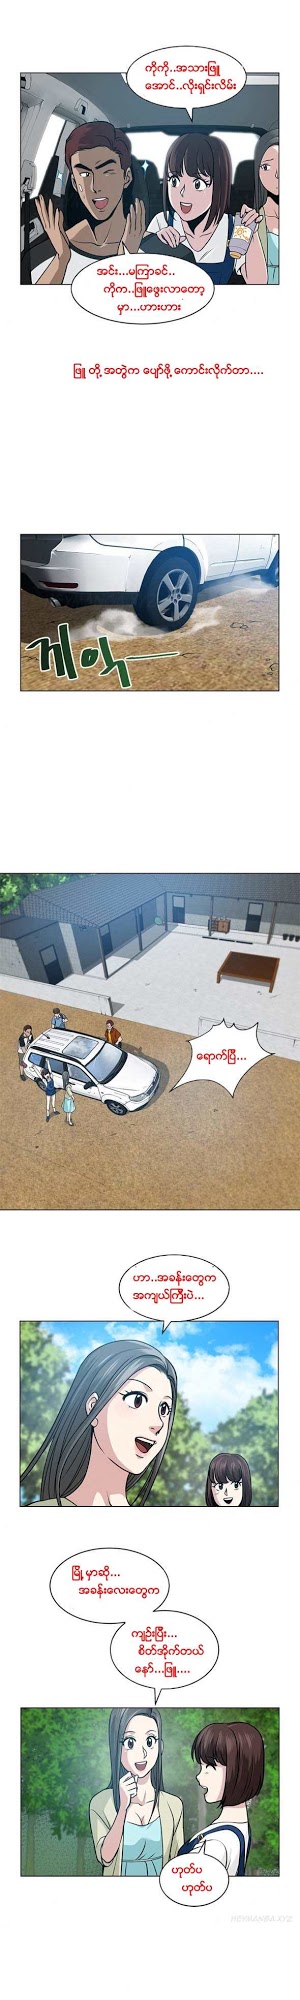 ကိုကို..အသားဖြူ
အောင်..လိုးရှင်းလိမ်း
အင်း...မကြာခင်..
ကိုက..ဖြူဖွေးလာတော့
မှာ...ဟားဟား
ဖြူ တို့ အတွဲက ပျော်ဖို့ ကောင်းလိုက်တာ....
끼익
ရောက်ပြီ...
ဟာ..အခန်းတွေက
အကျယ်ကြီးပဲ...
မြို့မှာဆို...
အခန်းလေးတွေက
ကျဉ်းပြီး...
စိတ်အိုက်တယ်
နော်...ဖြူ....
ဟုတ်ပ
ဟုတ်ပ
HEYMANBA.XYZ